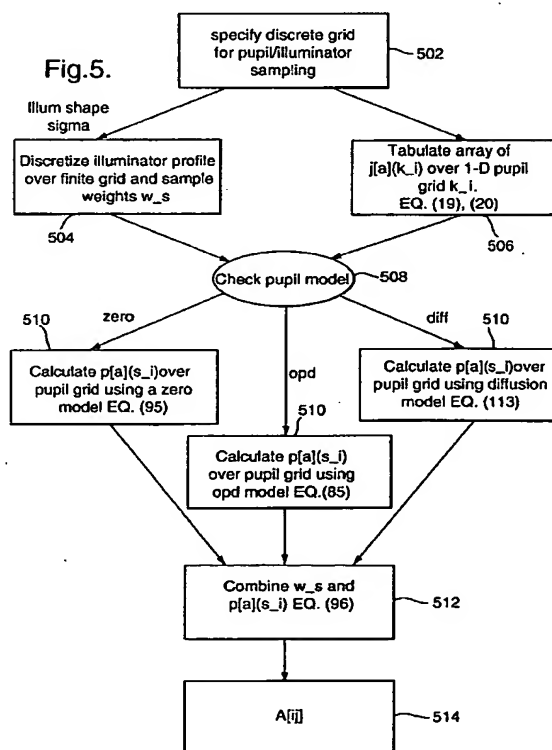 Fig.5.
specify discrete grid
for pupil/illuminator
sampling
502
Illum shape
sigma
Discretize illuminator profile
over finite grid and sample
weights w_s
504
Tabulate array of
j[a](k_i) over 1-D pupil
grid k_i.
EQ. (19), (20)
506
Check pupil model
508
zero
opd
diff
510
Calculate p[a](s_i)over
pupil grid using a zero
model EQ. (95)
510
Calculate p[a](s_i)
over pupil grid using
opd model EQ.(85)
510
Calculate p[a](s_i)over
pupil grid using diffusion
model EQ. (113)
Combine w_s and
p[a](s_i) EQ. (96)
512
A[ij]
514